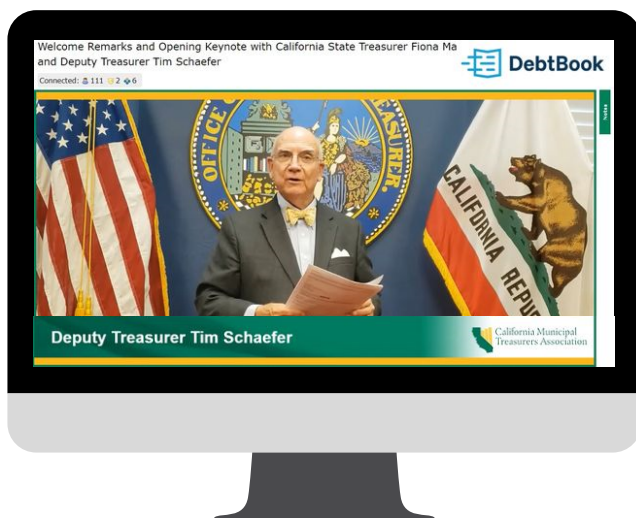 Welcome Remarks and Opening Keynote with California State Treasurer Fiona Ma
and Deputy Treasurer Tim Schaefer
DebtBook
Connected: 111 2 6
Notes
OFFICE
TREASURER
CALIFORNIA REPU
Deputy Treasurer Tim Schaefer
California Municipal
Treasurers Association